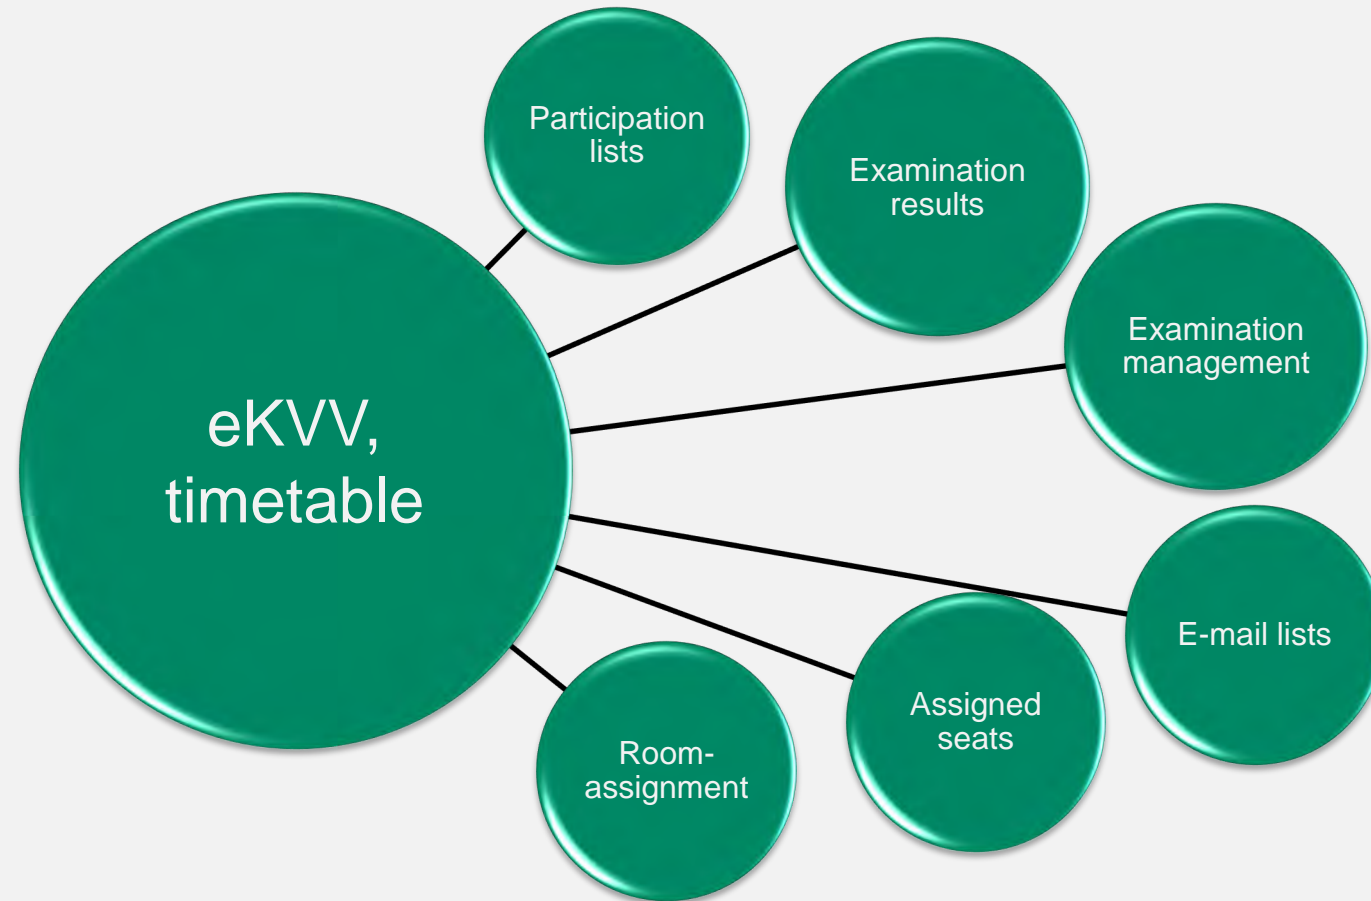 Participation
lists
Examination
results
Examination
management
eKVV,
timetable
E-mail lists
Assigned
seats
Room-
assignment